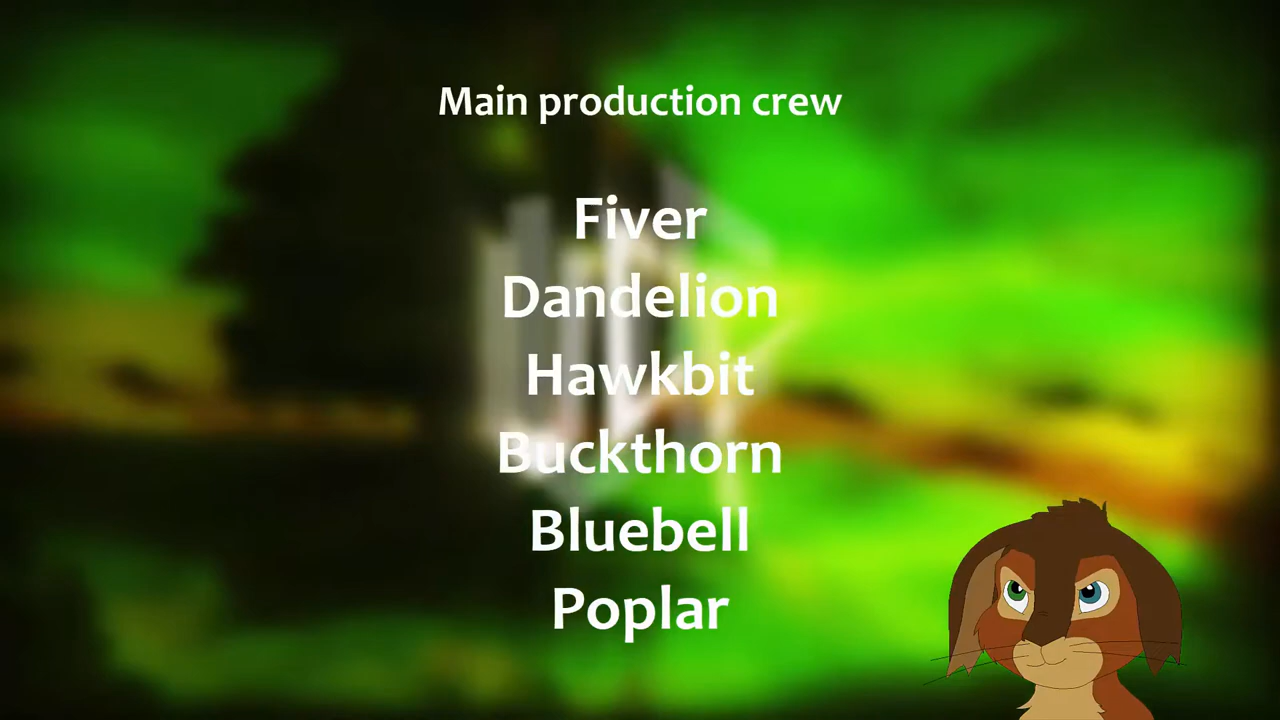 Main production crew
Fiver
Dandelion
Hawkbit
Buckthorn
Bluebell
Poplar